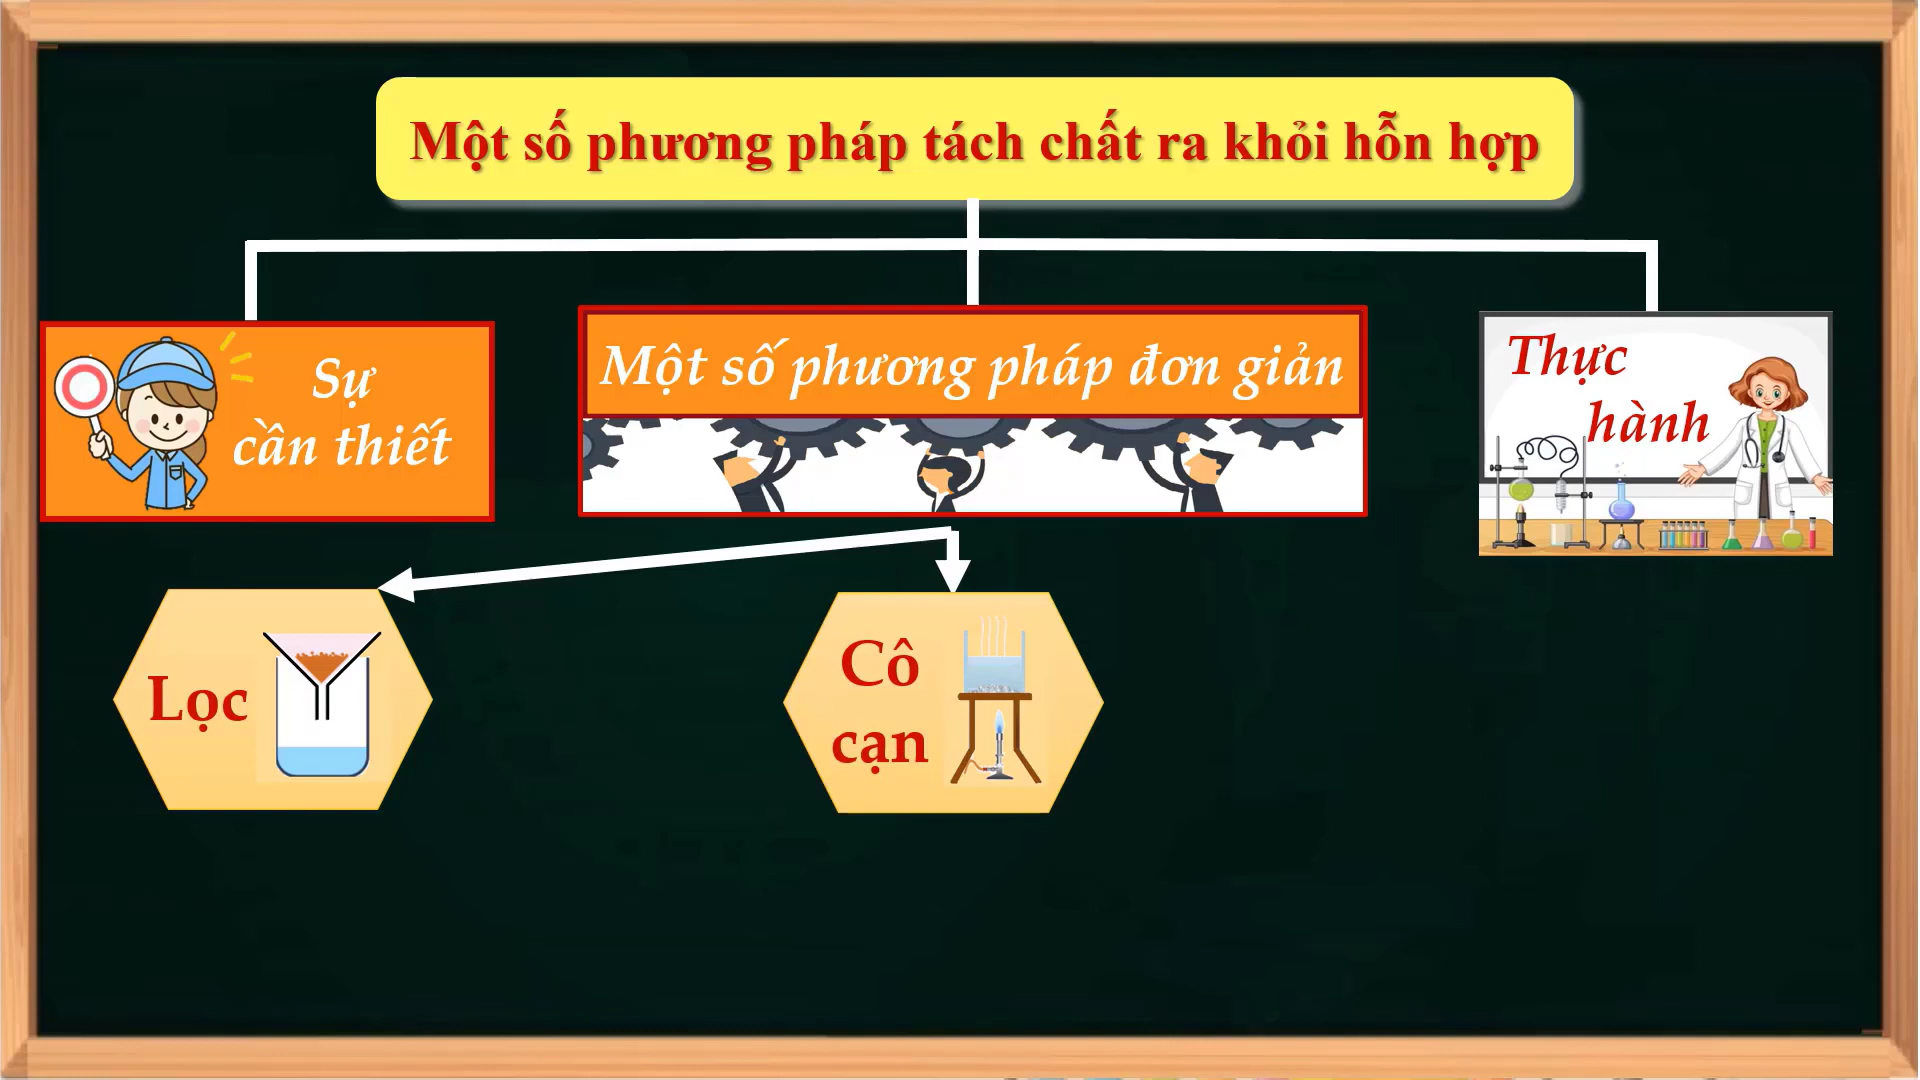 Một số phương pháp tách chất ra khỏi hỗn hợp
Sự
cần thiết
Một số phương pháp đơn giản
Thực
hành
Lọc
Cô
cạn